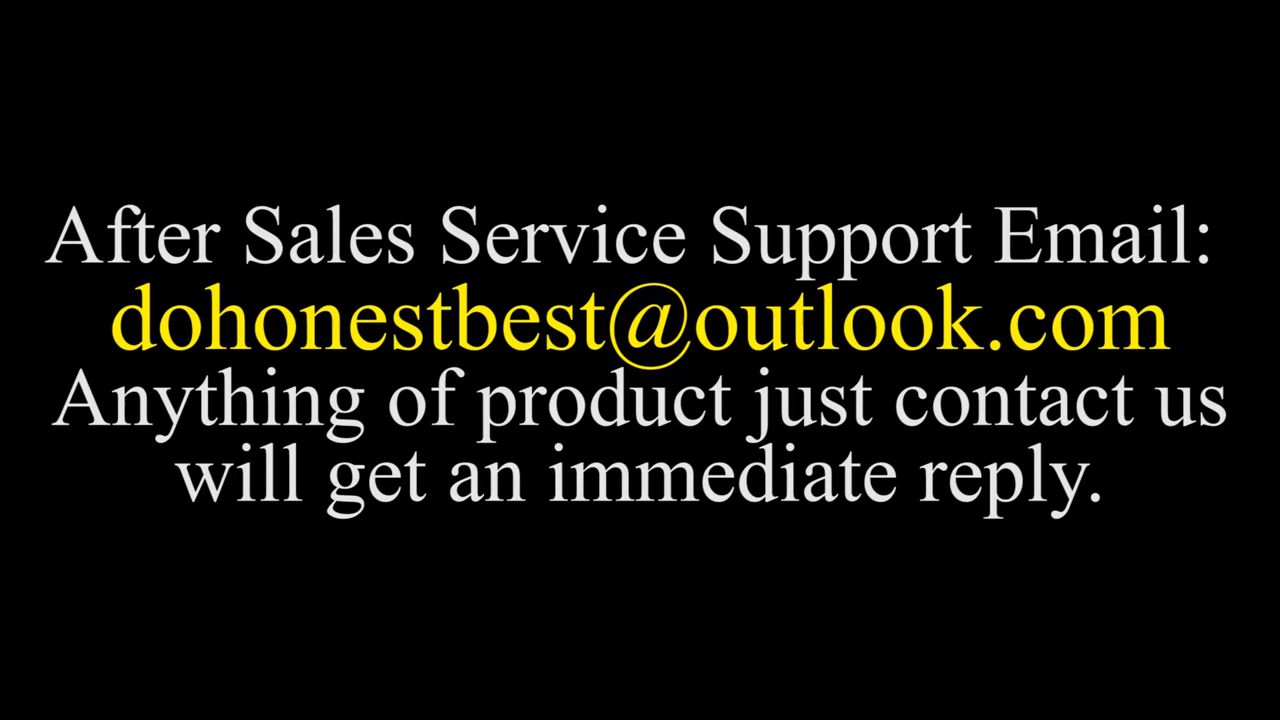 After Sales Service Support Email:
dohonestbest@outlook.com
Anything of product just contact us
will get an immediate reply.